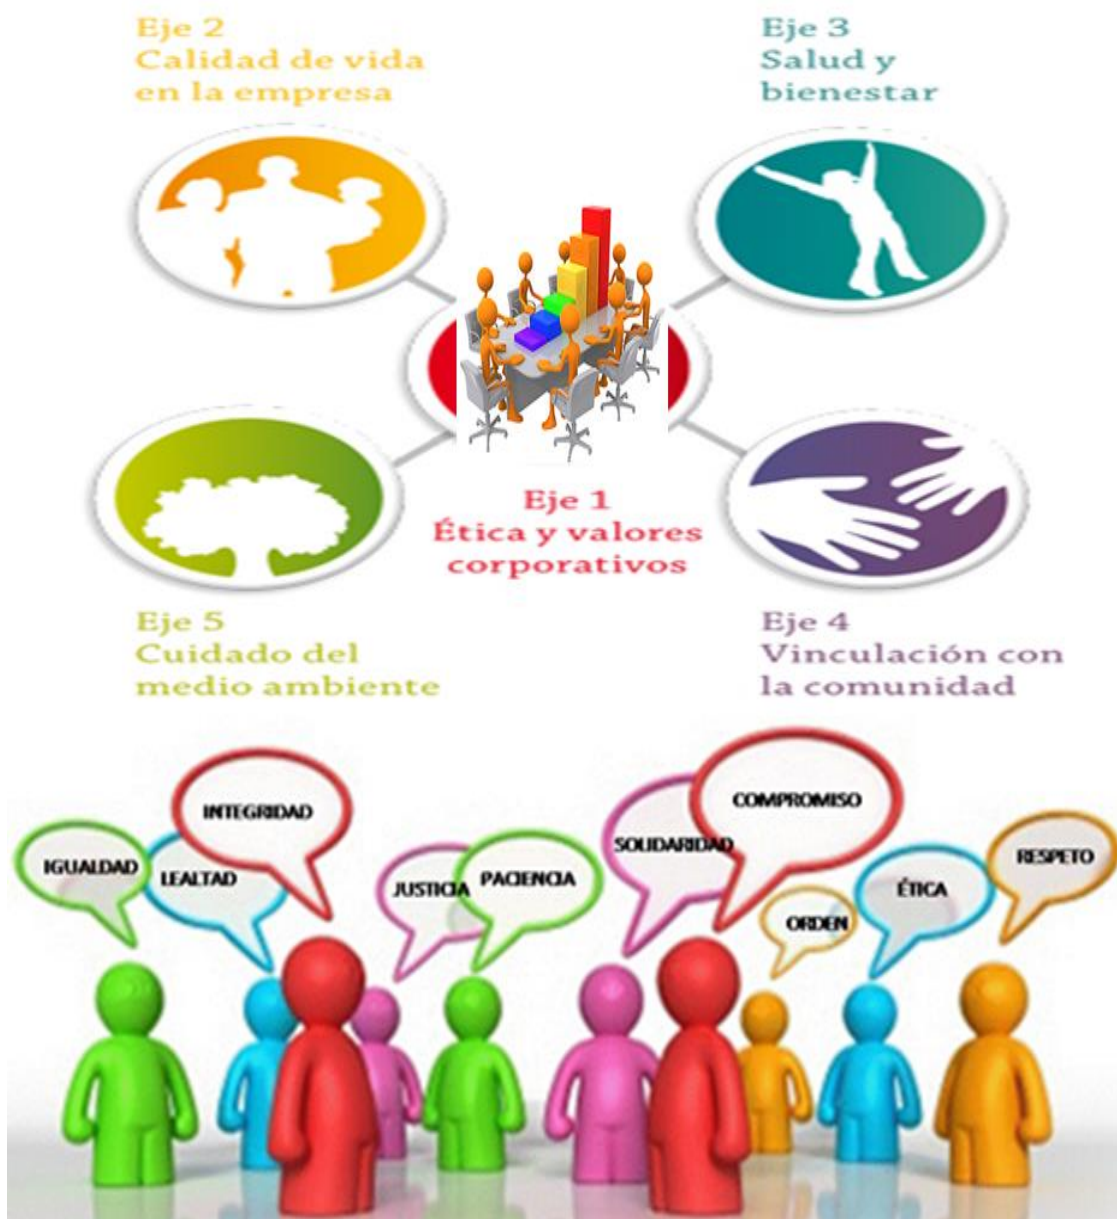 Eje 2
Calidad de vida
en la empresa
Eje 3
Salud y
bienestar
Eje 1
Ética y valores
corporativos
Eje 5
Cuidado del
medio ambiente
Eje 4
Vinculación con
la comunidad
IGUALDAD
LEALTAD
INTEGRIDAD
JUSTICIA
PACIENCIA
SOLIDARIDAD
COMPROMISO
ORDEN
ÉTICA
RESPETO